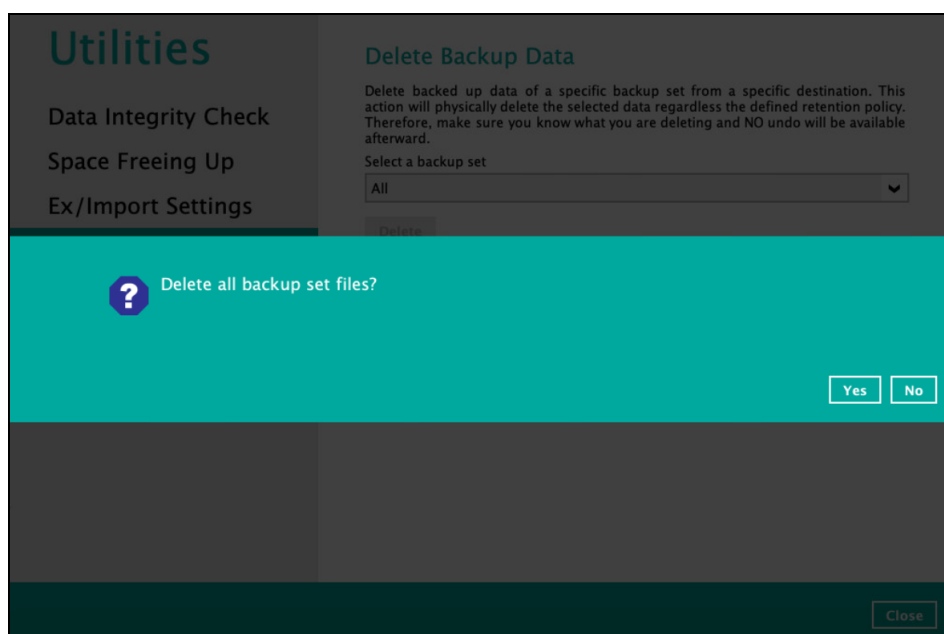 Utilities
Data Integrity Check
Space Freeing Up
Ex/Import Settings
Delete Backup Data
Delete backed up data of a specific backup set from a specific destination. This
action will physically delete the selected data regardless the defined retention policy.
Therefore, make sure you know what you are deleting and NO undo will be available
afterward.
Select a backup set
All
Delete
?
Delete all backup set files?
Yes
No
Close